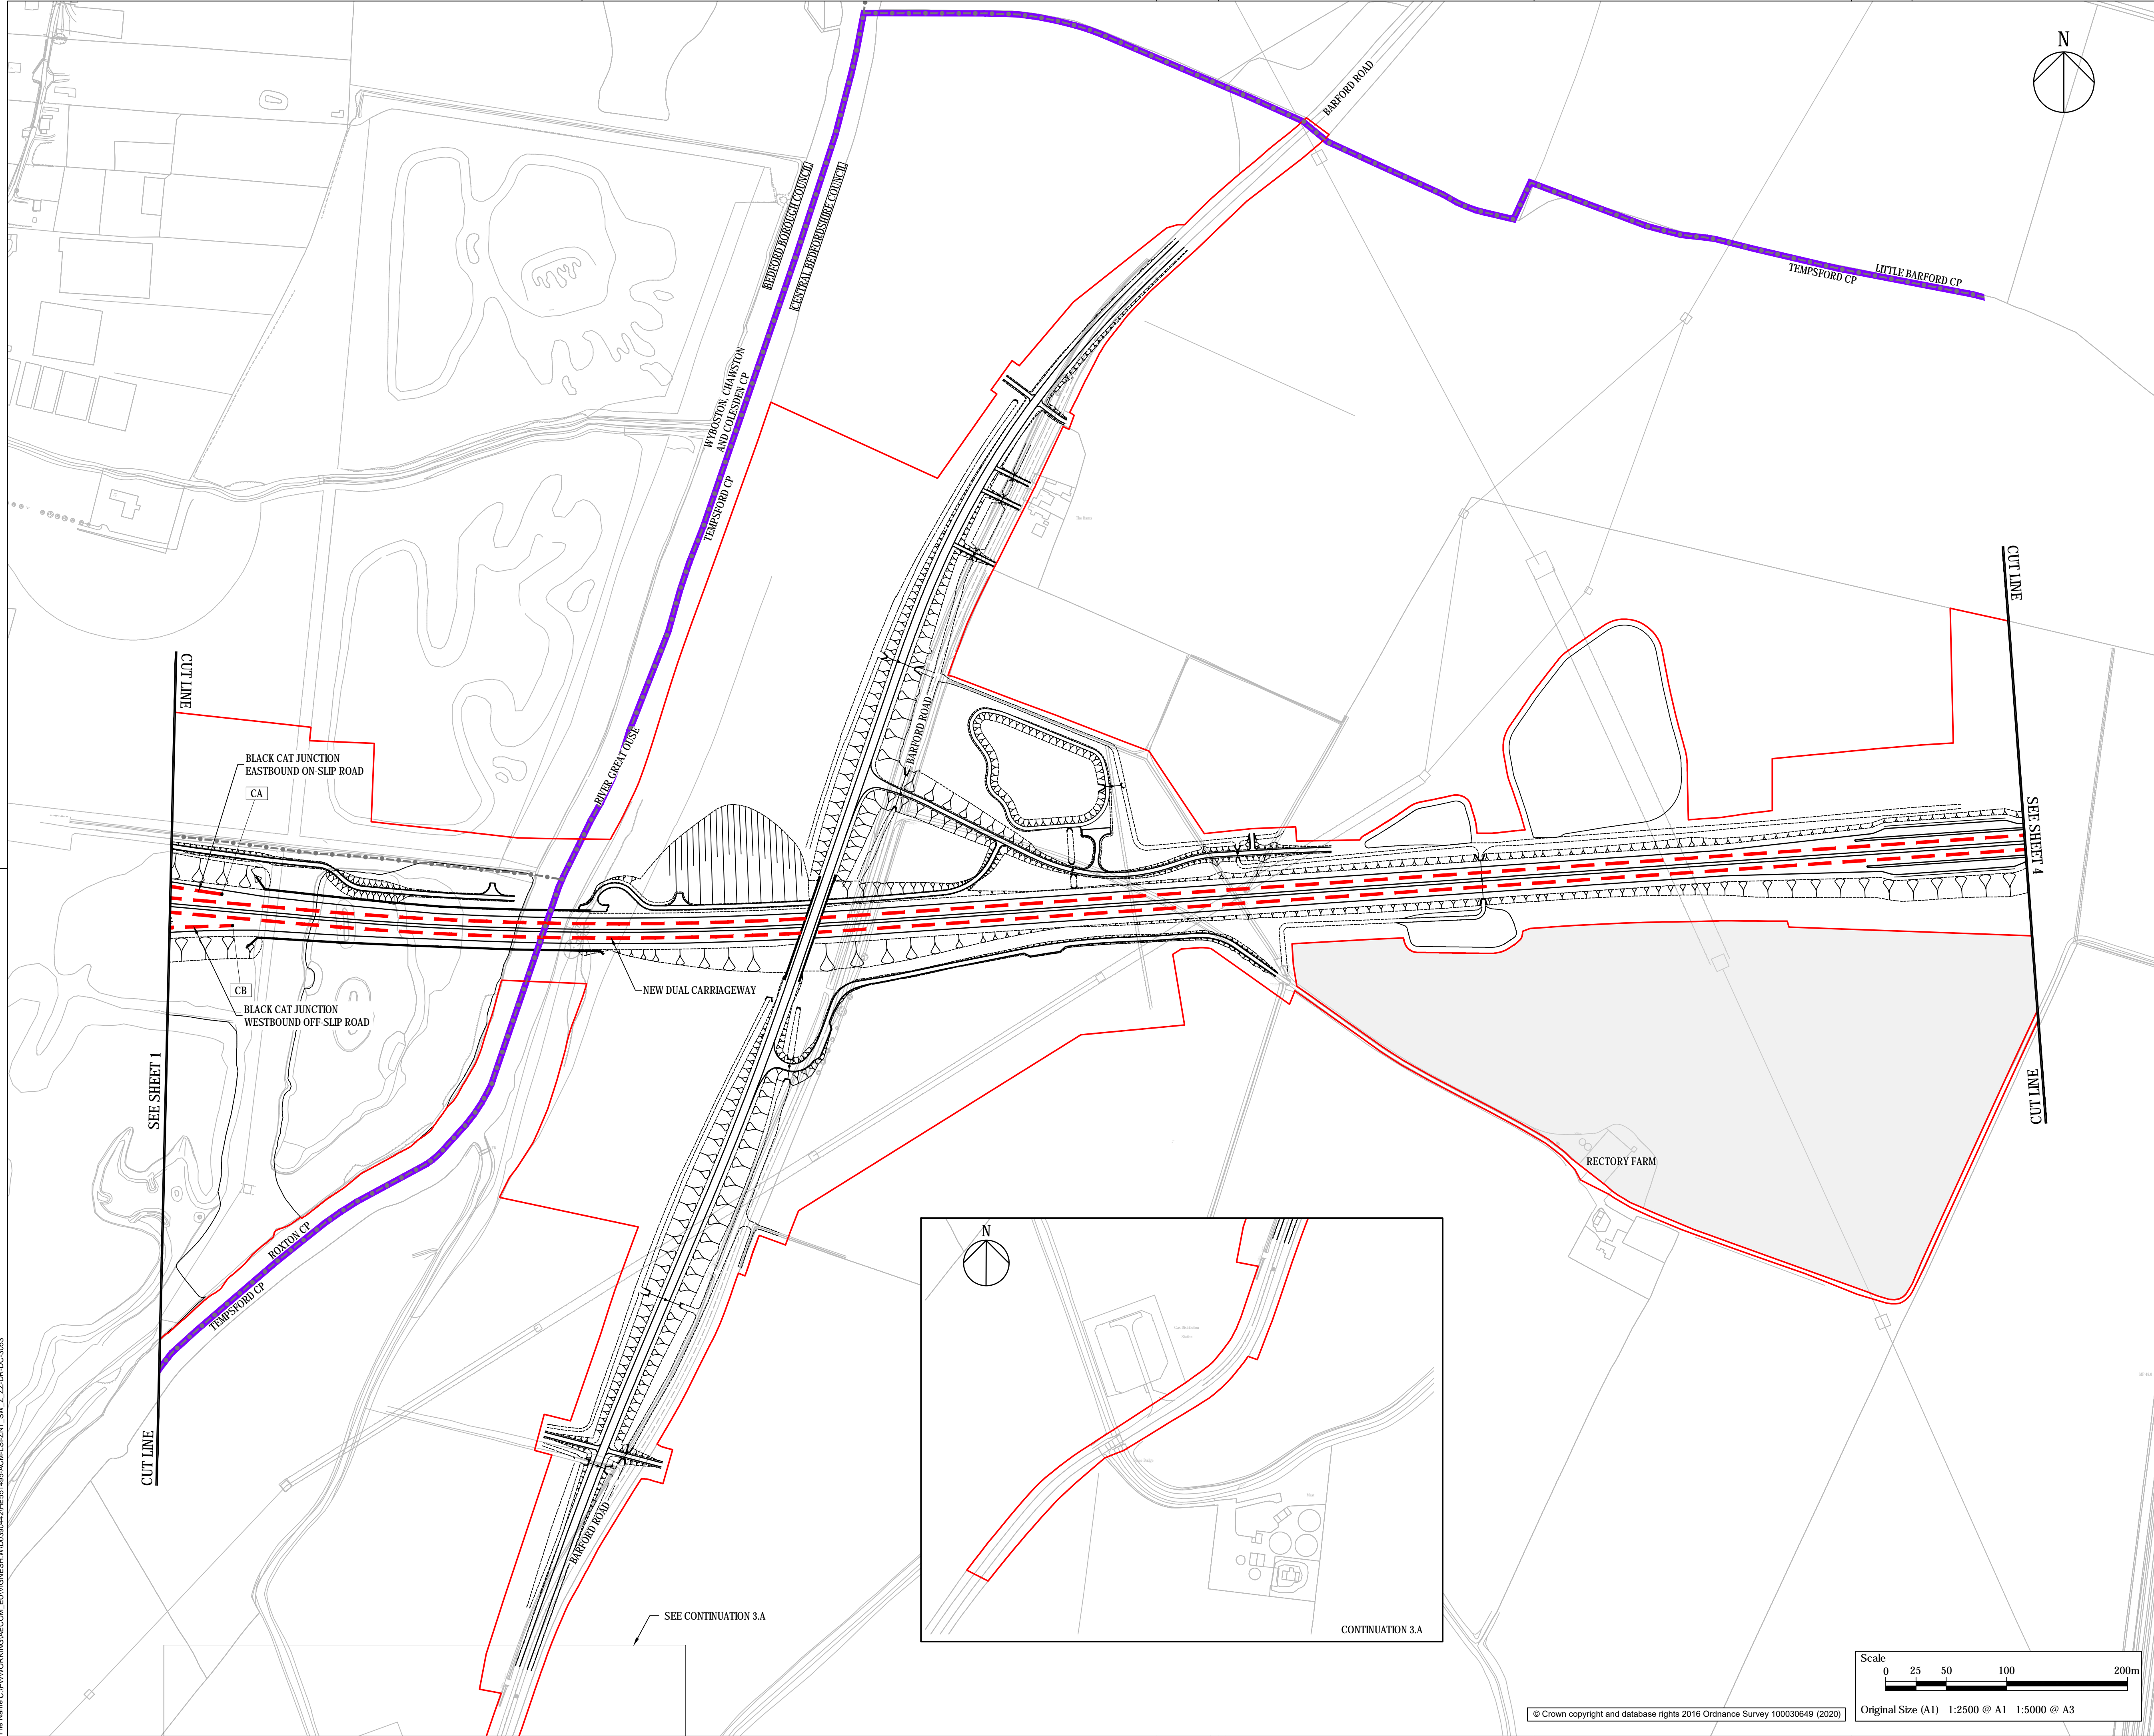 N
BARFORD ROAD
BEDFORD BOROUGH COUNCIL
CENTRAL BEDFORDSHIRE COUNCIL
TEMPSFORD CP
LITTLE BARFORD CP
WYBOSTON, CHAWSTON
AND COLESDEN CP
TEMPSFORD CP
CUT LINE
CUT LINE
BARFORD ROAD
RIVER GREAT OUSE
BLACK CAT JUNCTION
EASTBOUND ON-SLIP ROAD
CA
SEE SHEET 4
CB
NEW DUAL CARRIAGEWAY
BLACK CAT JUNCTION
WESTBOUND OFF-SLIP ROAD
SEE SHEET 1
CUT LINE
RECTORY FARM
ROXTON CP
TEMPSFORD CP
N
CUT LINE
BARFORD ROAD
SEE CONTINUATION 3.A
CONTINUATION 3.A
Scale
0 25 50 100 200m
Original Size (A1) 1:2500 @ A1 1:5000 @ A3
© Crown copyright and database rights 2016 Ordnance Survey 100030649 (2020)